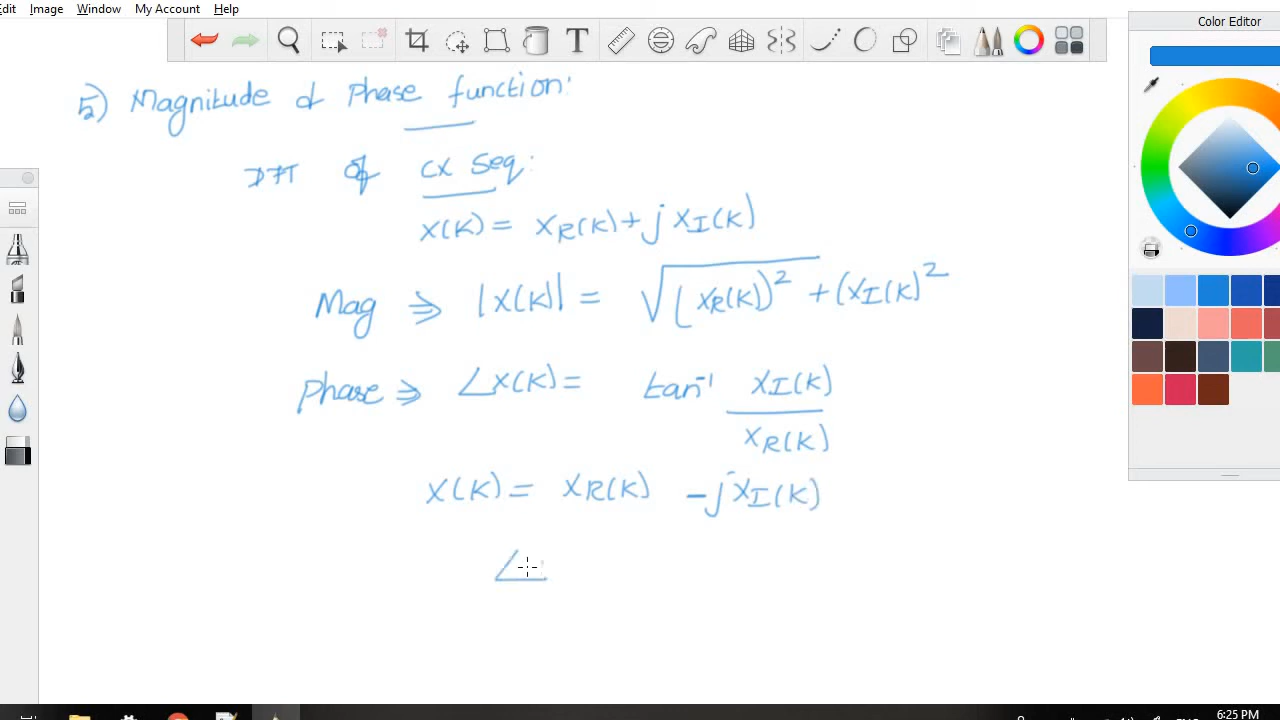 Edit Image Window My Account Help
Color Editor
5) Magnitude & Phase function:
DFT of cx seq:
X(K) = XR(K) + j XI(K)
Mag ⇒ |X(K)| = √(XR(K))² + (XI(K)²
Phase ⇒ ∠X(K) = tan⁻¹ XI(K)
XR(K)
X(K) = XR(K) -jXI(K)
∠
6:25 PM